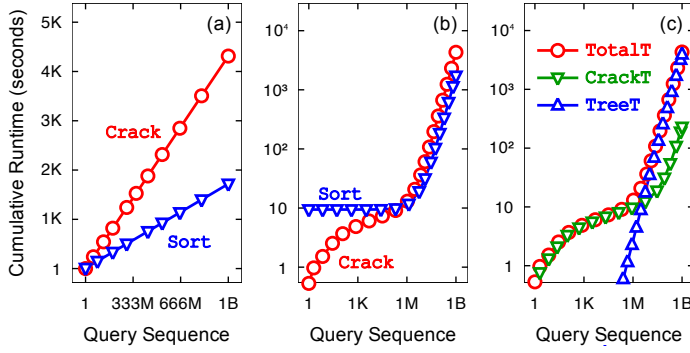 Cumulative Runtime (seconds)
(a)
5K
4K
3K
2K
1K
1
Crack
Sort
1 333M 666M 1B
Query Sequence
(b)
10⁴
10³
10²
10
1
Sort
Crack
1 1K 1M 1B
Query Sequence
(c)
10⁴
10³
10²
10
1
TotalT
CrackT
TreeT
1 1K 1M 1B
Query Sequence